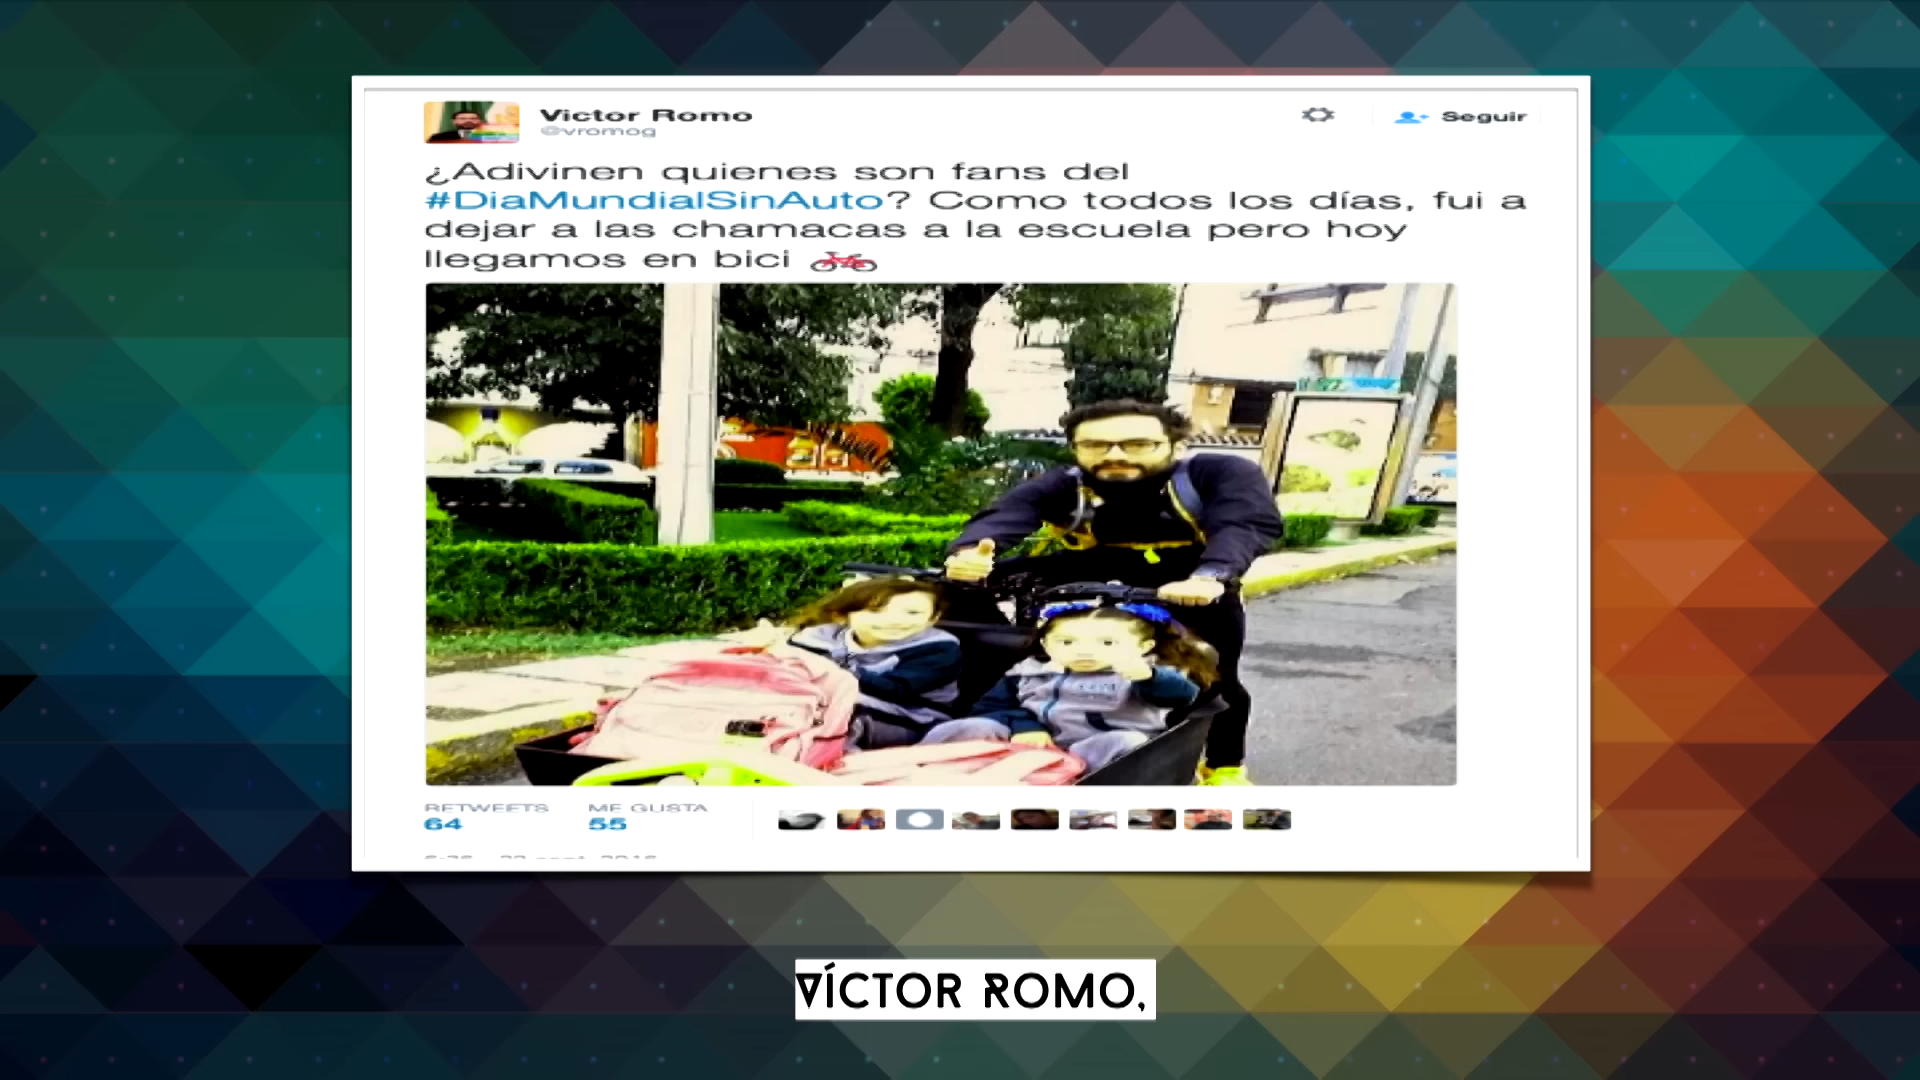 Victor Romo
@vromog
Seguir
¿Adivinen quienes son fans del
#DiaMundialSinAuto? Como todos los días, fui a
dejar a las chamacas a la escuela pero hoy
llegamos en bici
RETWEETS
64
ME GUSTA
55
VÍCTOR ROMO,